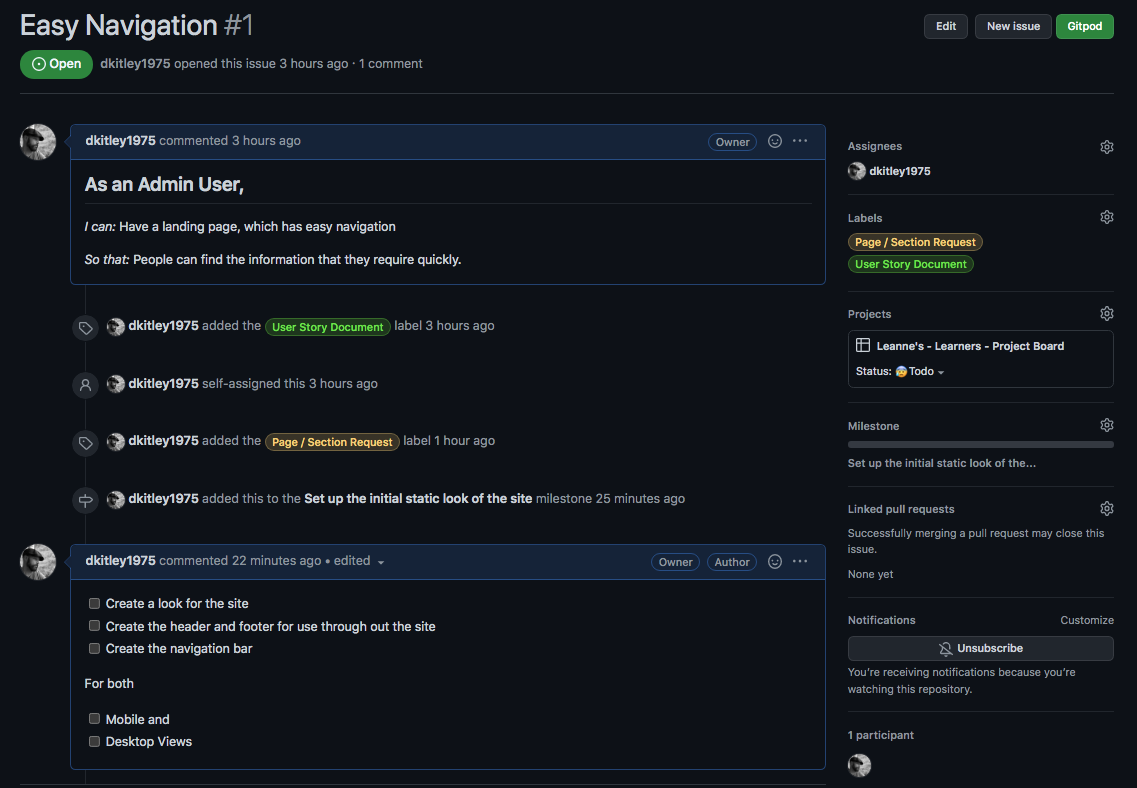 Easy Navigation #1
Edit New issue Gitpod
Open dkitley1975 opened this issue 3 hours ago · 1 comment
dkitley1975 commented 3 hours ago Owner
As an Admin User,
I can: Have a landing page, which has easy navigation
So that: People can find the information that they require quickly.
dkitley1975 added the User Story Document label 3 hours ago
dkitley1975 self-assigned this 3 hours ago
dkitley1975 added the Page / Section Request label 1 hour ago
dkitley1975 added this to the Set up the initial static look of the site milestone 25 minutes ago
dkitley1975 commented 22 minutes ago • edited Owner Author
Create a look for the site
Create the header and footer for use through out the site
Create the navigation bar
For both
Mobile and
Desktop Views
Assignees
dkitley1975
Labels
Page / Section Request
User Story Document
Projects
Leanne's - Learners - Project Board
Status: 😰Todo
Milestone
Set up the initial static look of the...
Linked pull requests
Successfully merging a pull request may close this
issue.
None yet
Notifications Customize
Unsubscribe
You're receiving notifications because you're
watching this repository.
1 participant